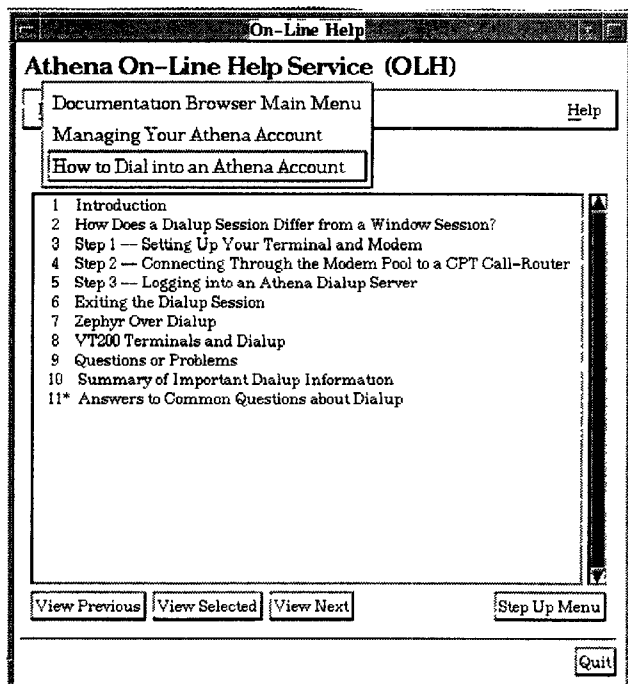 On-Line Help
Athena On-Line Help Service (OLH)
Documentation Browser Main Menu
Help
Managing Your Athena Account
How to Dial into an Athena Account
1 Introduction
2 How Does a Dialup Session Differ from a Window Session?
3 Step 1 — Setting Up Your Terminal and Modem
4 Step 2 — Connecting Through the Modem Pool to a CPT Call-Router
5 Step 3 — Logging into an Athena Dialup Server
6 Exiting the Dialup Session
7 Zephyr Over Dialup
8 VT200 Terminals and Dialup
9 Questions or Problems
10 Summary of Important Dialup Information
11* Answers to Common Questions about Dialup
View Previous View Selected View Next Step Up Menu
Quit